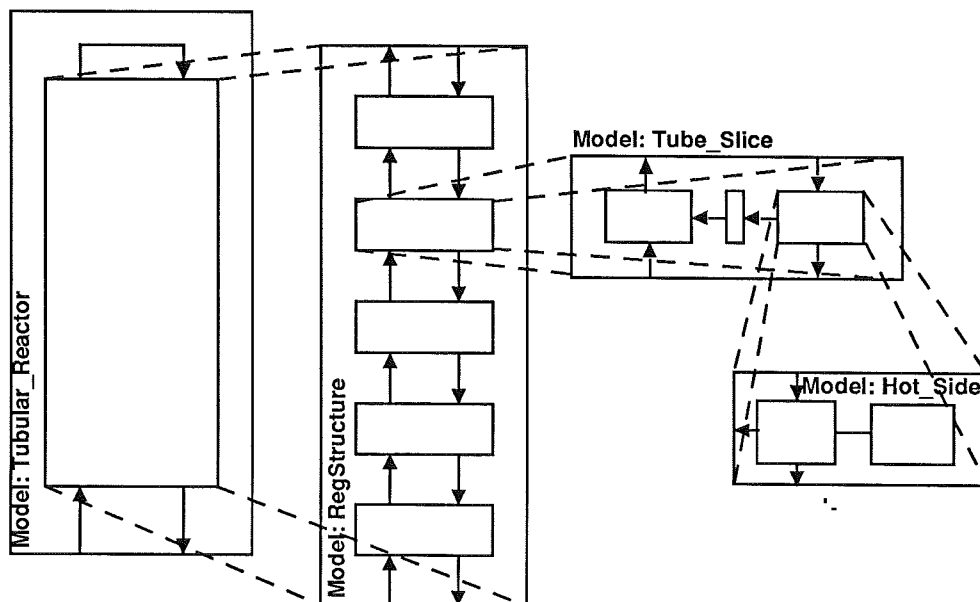 Model: Tubular_Reactor
Model: RegStructure
Model: Tube_Slice
Model: Hot_Side